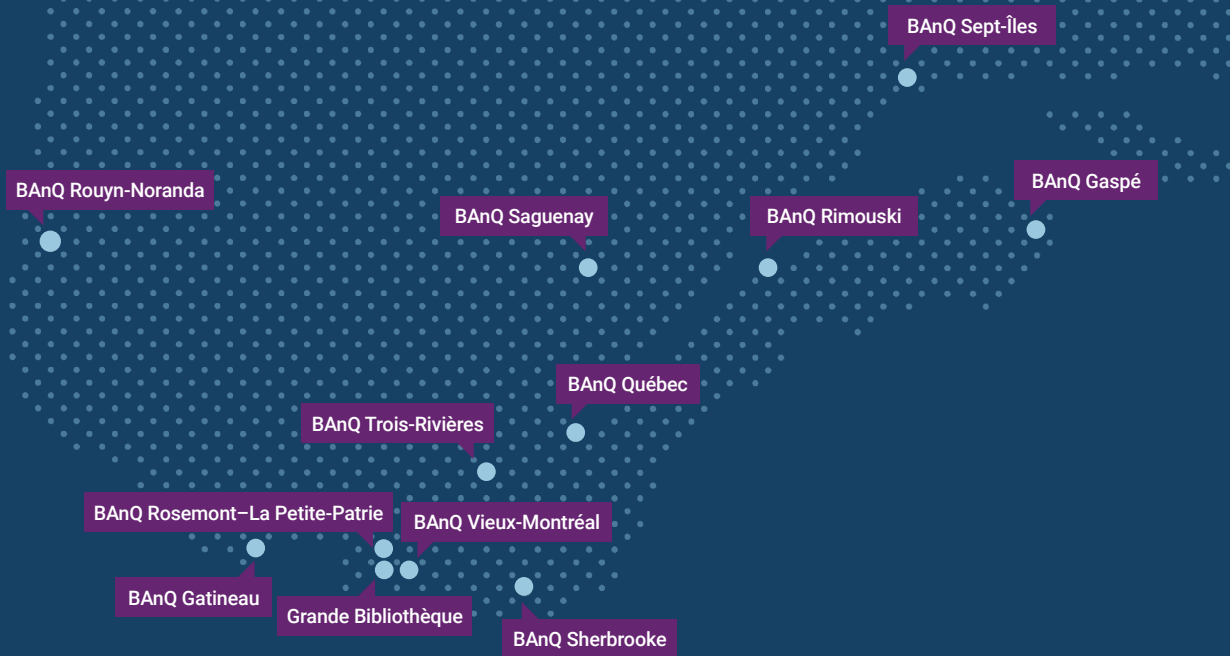 BAnQ Sept-Îles
BAnQ Gaspé
BAnQ Rouyn-Noranda
BAnQ Saguenay
BAnQ Rimouski
BAnQ Québec
BAnQ Trois-Rivières
BAnQ Rosemont–La Petite-Patrie
BAnQ Vieux-Montréal
BAnQ Gatineau
Grande Bibliothèque
BAnQ Sherbrooke